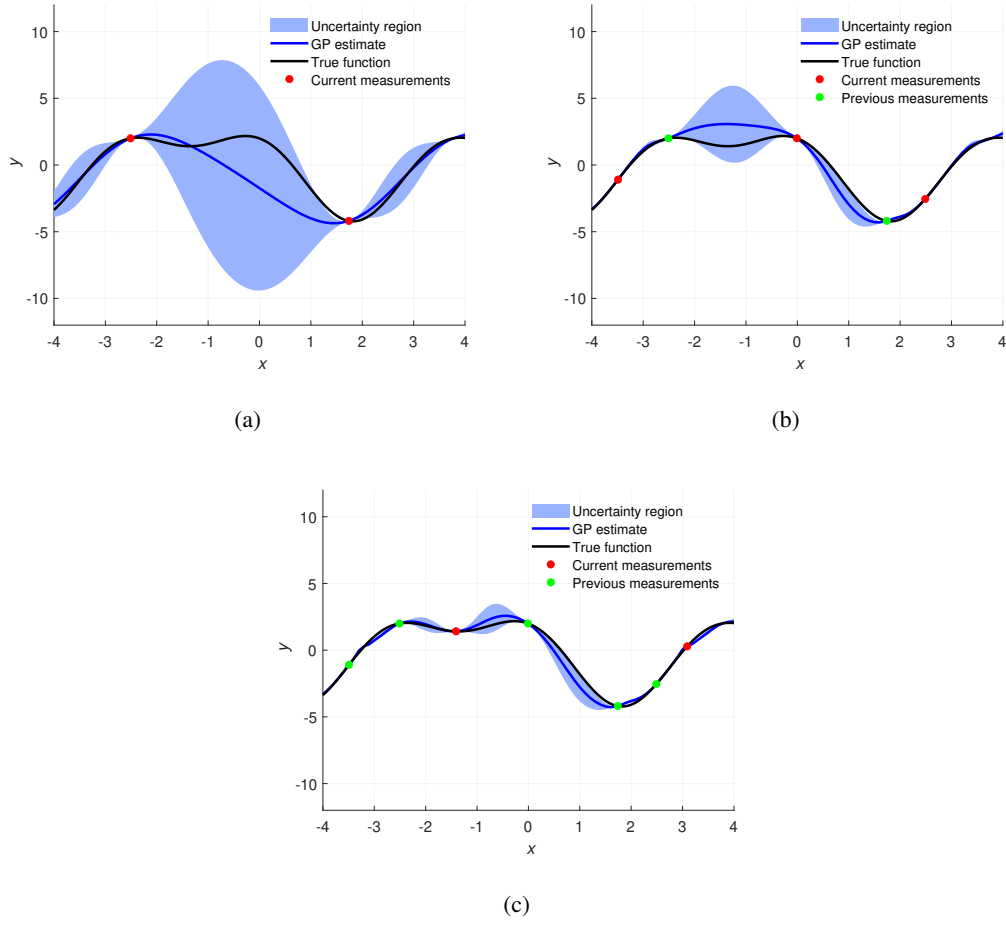 10
5
0
-5
-10
y
-4 -3 -2 -1 0 1 2 3 4
x
Uncertainty region
GP estimate
True function
Current measurements
(a)
10
5
0
-5
-10
y
-4 -3 -2 -1 0 1 2 3 4
x
Uncertainty region
GP estimate
True function
Current measurements
Previous measurements
(b)
10
5
0
-5
-10
y
-4 -3 -2 -1 0 1 2 3 4
x
Uncertainty region
GP estimate
True function
Current measurements
Previous measurements
(c)